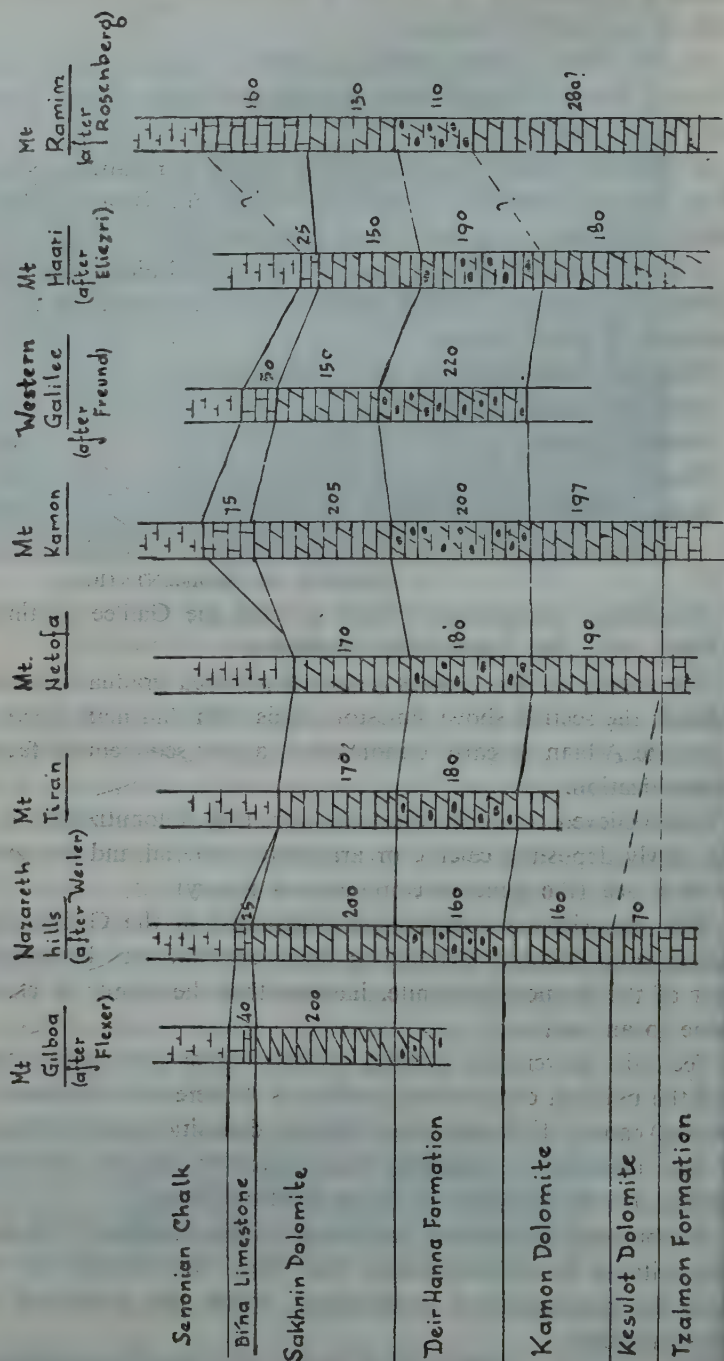 Mt
Gilboa
(after
Flexer)
Nazareth
hills
(after Weiler)
Mt
Tiran
Mt.
Netofa
Mt
Kamon
Western
Galilee
(after
Freund)
Mt
Haari
(after
Eliezri)
Mt
Ramim
(after
Rosenberg)
Senonian Chalk
Bi'na Limestone
40
25
75
25
160
Sakhnin Dolomite
200
200
170?
170
205
150
150
130
Deir Hanna Formation
160
180
180
200
220
190
110
?
?
Kamon Dolomite
160
190
197
180
280?
Kesulot Dolomite
70
Tzalmon Formation